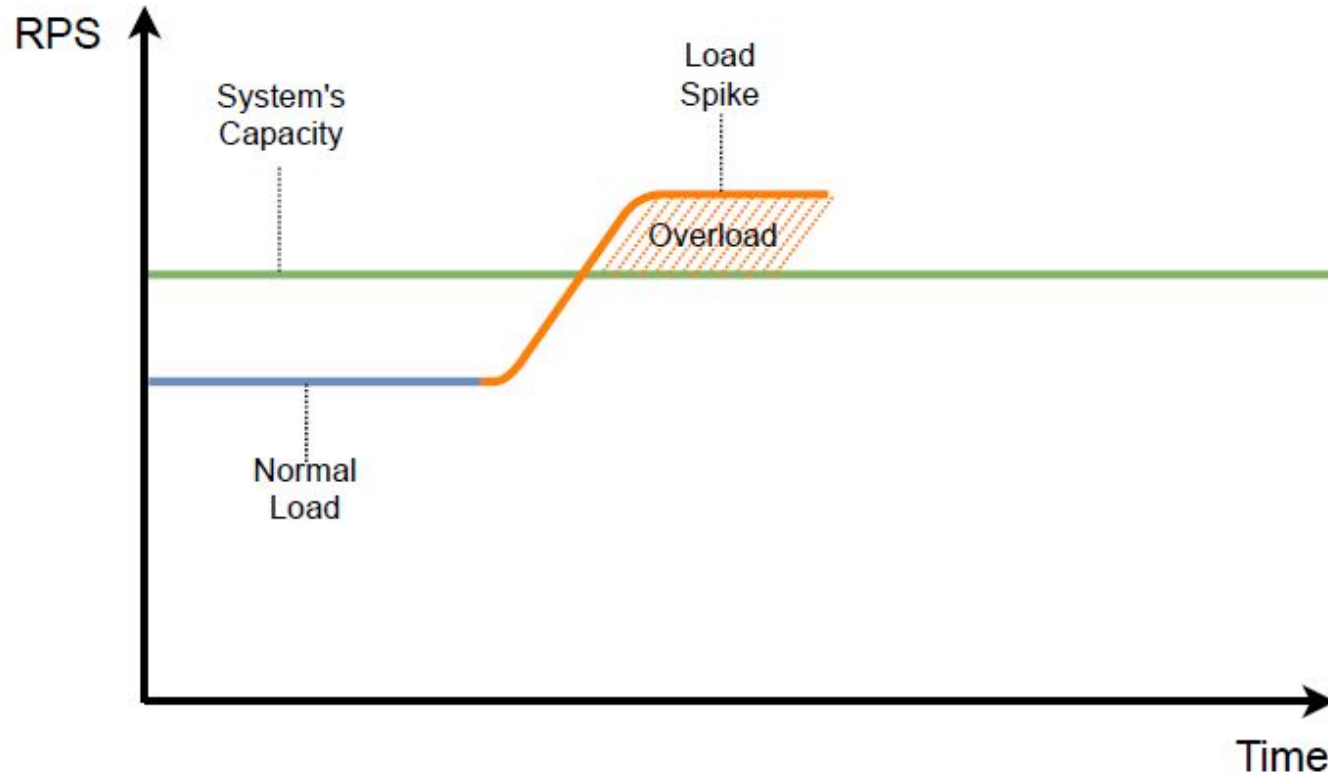 RPS
System's
Capacity
Load
Spike
Overload
Normal
Load
Time